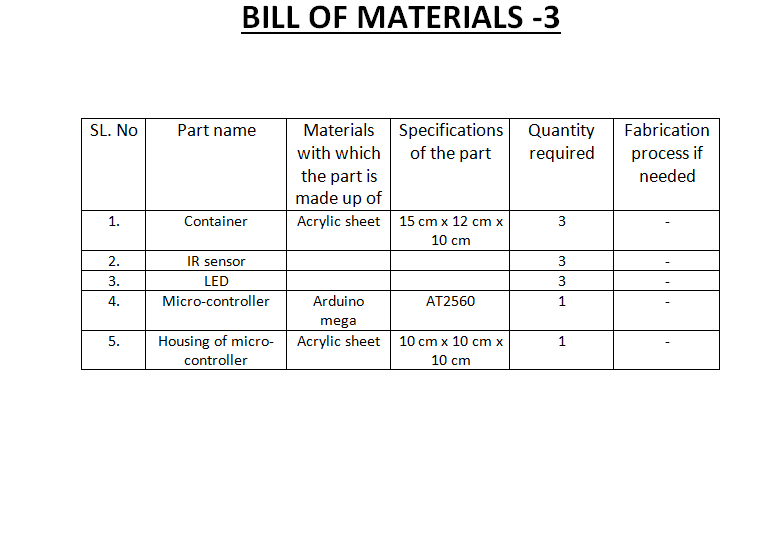 BILL OF MATERIALS -3
SL. No Part name Materials with which the part is made up of Specifications of the part Quantity required Fabrication process if needed
1. Container Acrylic sheet 15 cm x 12 cm x 10 cm 3 -
2. IR sensor 3 -
3. LED 3 -
4. Micro-controller Arduino mega AT2560 1 -
5. Housing of micro-controller Acrylic sheet 10 cm x 10 cm x 10 cm 1 -